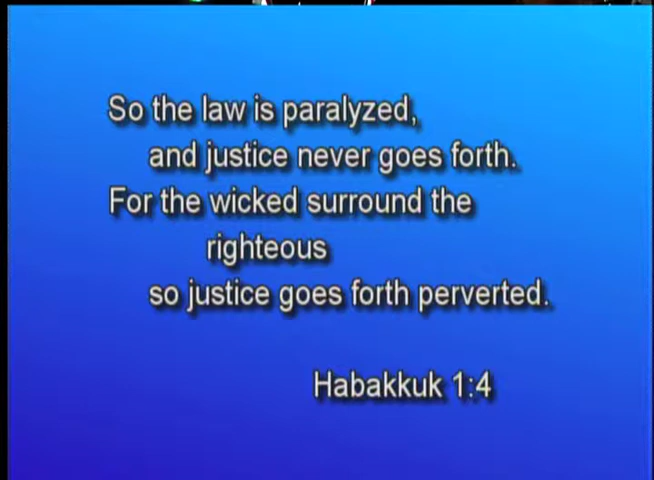 So the law is paralyzed,
and justice never goes forth.
For the wicked surround the
righteous
so justice goes forth perverted.
Habakkuk 1:4